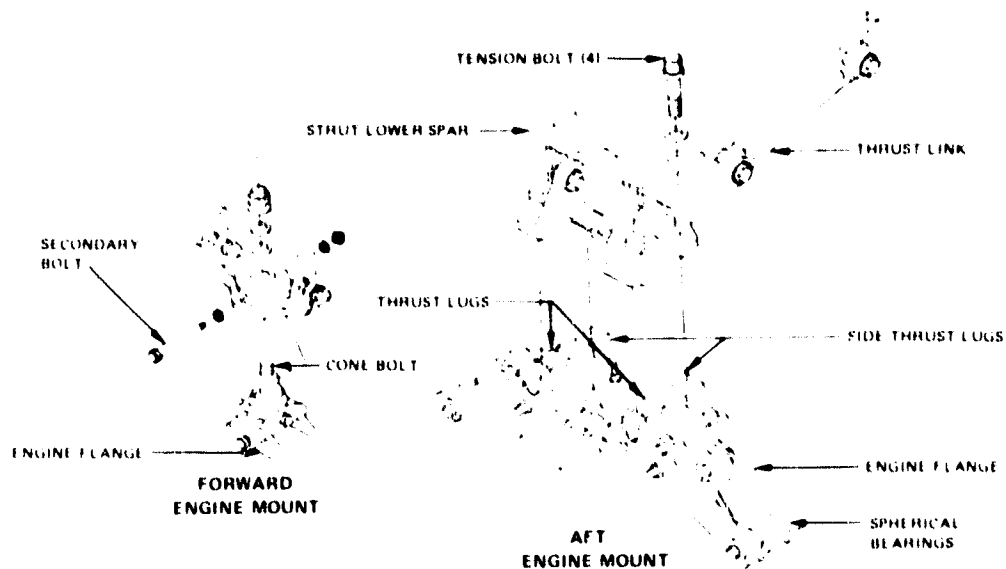 TENSION BOLT (4)
STRUT LOWER SPAR
THRUST LINK
SECONDARY
BOLT
THRUST LUGS
SIDE THRUST LUGS
CONE BOLT
ENGINE FLANGE
FORWARD
ENGINE MOUNT
ENGINE FLANGE
SPHERICAL
BEARINGS
AFT
ENGINE MOUNT